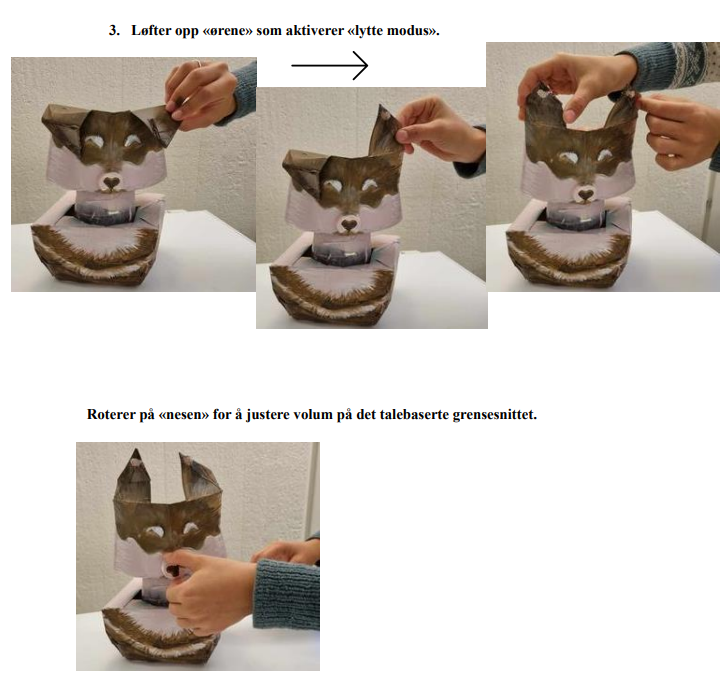 3. Løfter opp «ørene» som aktiverer «lytte modus».
Roterer på «nesen» for å justere volum på det talebaserte grensesnittet.